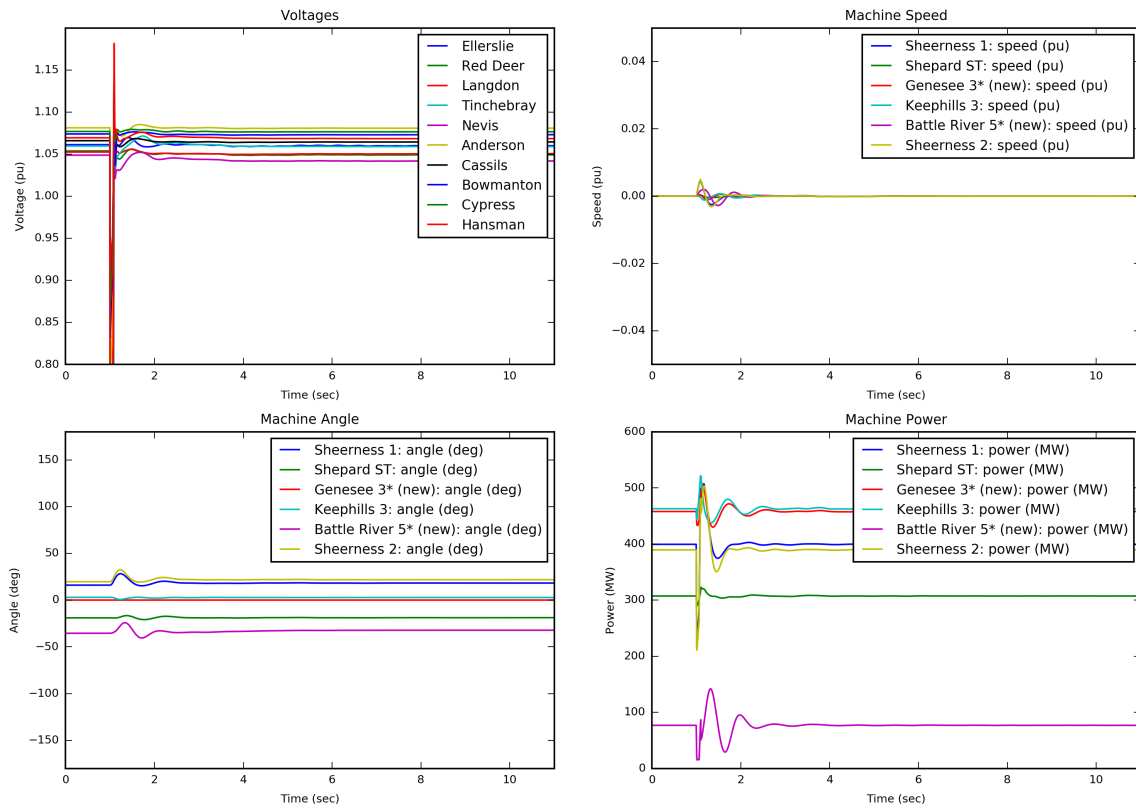 Voltages
1.15
1.10
1.05
1.00
0.95
0.90
0.85
0.80
Voltage (pu)
Ellerslie
Red Deer
Langdon
Tinchebray
Nevis
Anderson
Cassils
Bowmanton
Cypress
Hansman
0 2 4 6 8 10
Time (sec)
Machine Speed
0.04
0.02
0.00
−0.02
−0.04
Speed (pu)
Sheerness 1: speed (pu)
Shepard ST: speed (pu)
Genesee 3* (new): speed (pu)
Keephills 3: speed (pu)
Battle River 5* (new): speed (pu)
Sheerness 2: speed (pu)
0 2 4 6 8 10
Time (sec)
Machine Angle
150
100
50
0
−50
−100
−150
Angle (deg)
Sheerness 1: angle (deg)
Shepard ST: angle (deg)
Genesee 3* (new): angle (deg)
Keephills 3: angle (deg)
Battle River 5* (new): angle (deg)
Sheerness 2: angle (deg)
0 2 4 6 8 10
Time (sec)
Machine Power
600
500
400
300
200
100
0
Power (MW)
Sheerness 1: power (MW)
Shepard ST: power (MW)
Genesee 3* (new): power (MW)
Keephills 3: power (MW)
Battle River 5* (new): power (MW)
Sheerness 2: power (MW)
0 2 4 6 8 10
Time (sec)